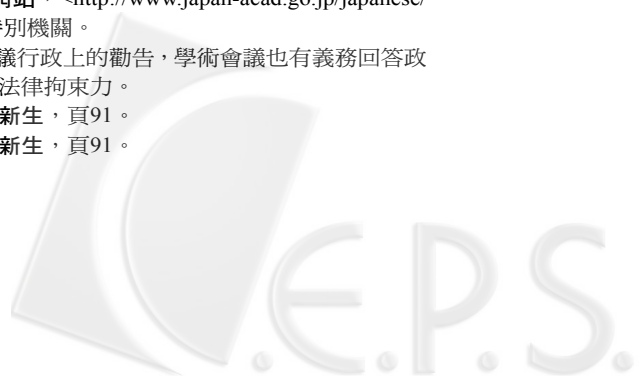 站，<http://www.japan-acad.go.jp/japanese/
別機關。
議行政上的勸告，學術會議也有義務回答政
法律拘束力。
新生，頁91。
新生，頁91。
C.E.P.S.